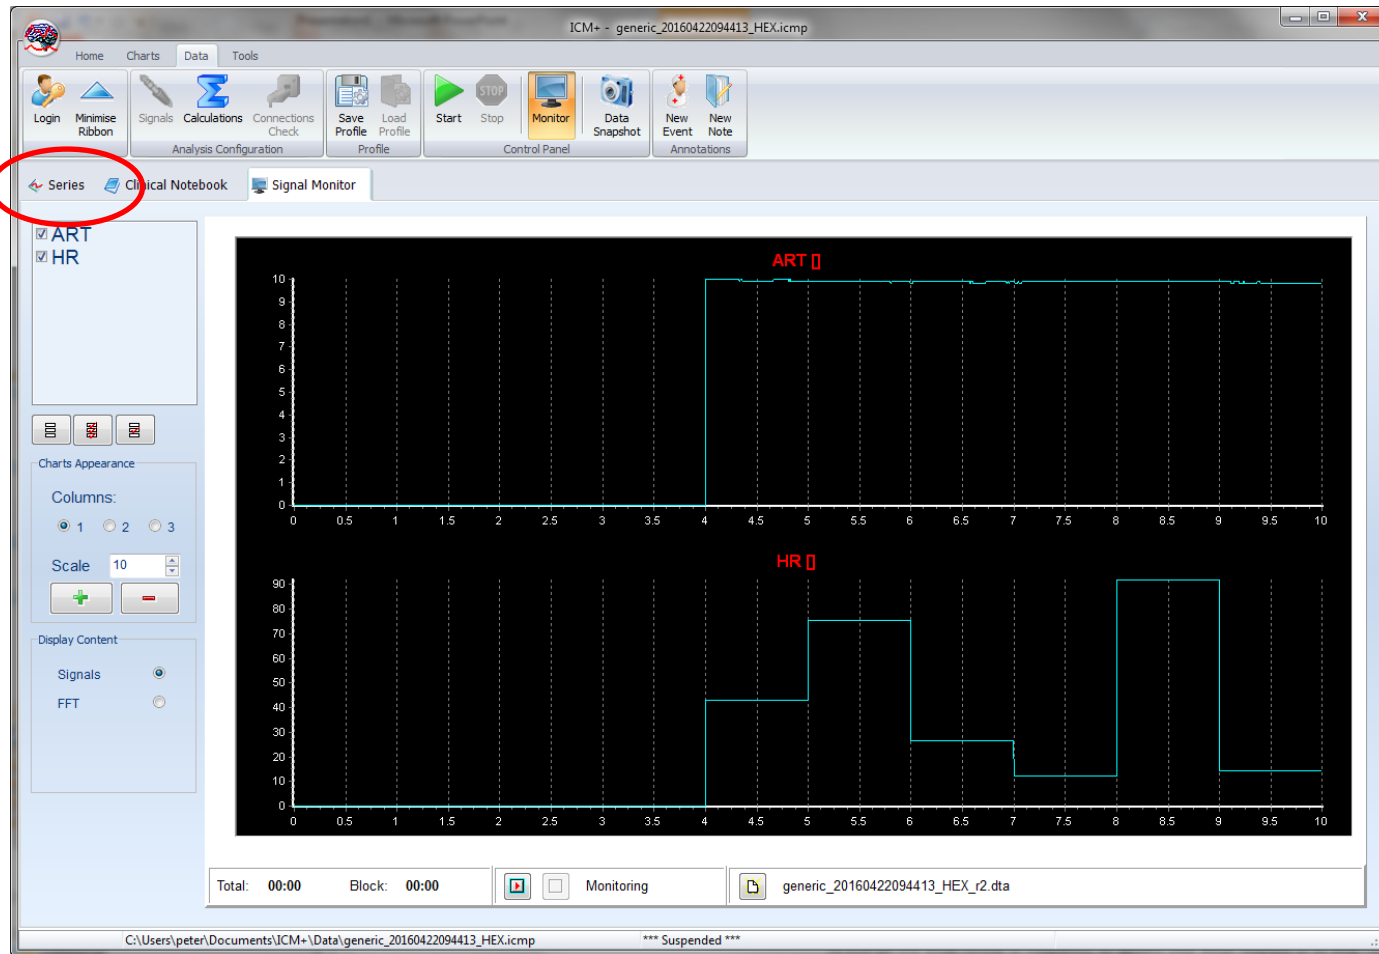 ICM+ - generic_20160422094413_HEX.icmp
Home Charts Data Tools
Login Minimise Ribbon Signals Calculations Connections Check Save Profile Load Profile Start STOP Stop Monitor Data Snapshot New Event New Note
Analysis Configuration Profile Control Panel Annotations
Series Clinical Notebook Signal Monitor
ART
HR
ART []
10
9
8
7
6
5
4
3
2
1
0
0 0.5 1 1.5 2 2.5 3 3.5 4 4.5 5 5.5 6 6.5 7 7.5 8 8.5 9 9.5 10
Charts Appearance
Columns:
1 2 3
Scale 10
HR []
90
80
70
60
50
40
30
20
10
0
0 0.5 1 1.5 2 2.5 3 3.5 4 4.5 5 5.5 6 6.5 7 7.5 8 8.5 9 9.5 10
Display Content
Signals
FFT
Total: 00:00 Block: 00:00 Monitoring generic_20160422094413_HEX_r2.dta
C:\Users\peter\Documents\ICM+\Data\generic_20160422094413_HEX.icmp *** Suspended ***